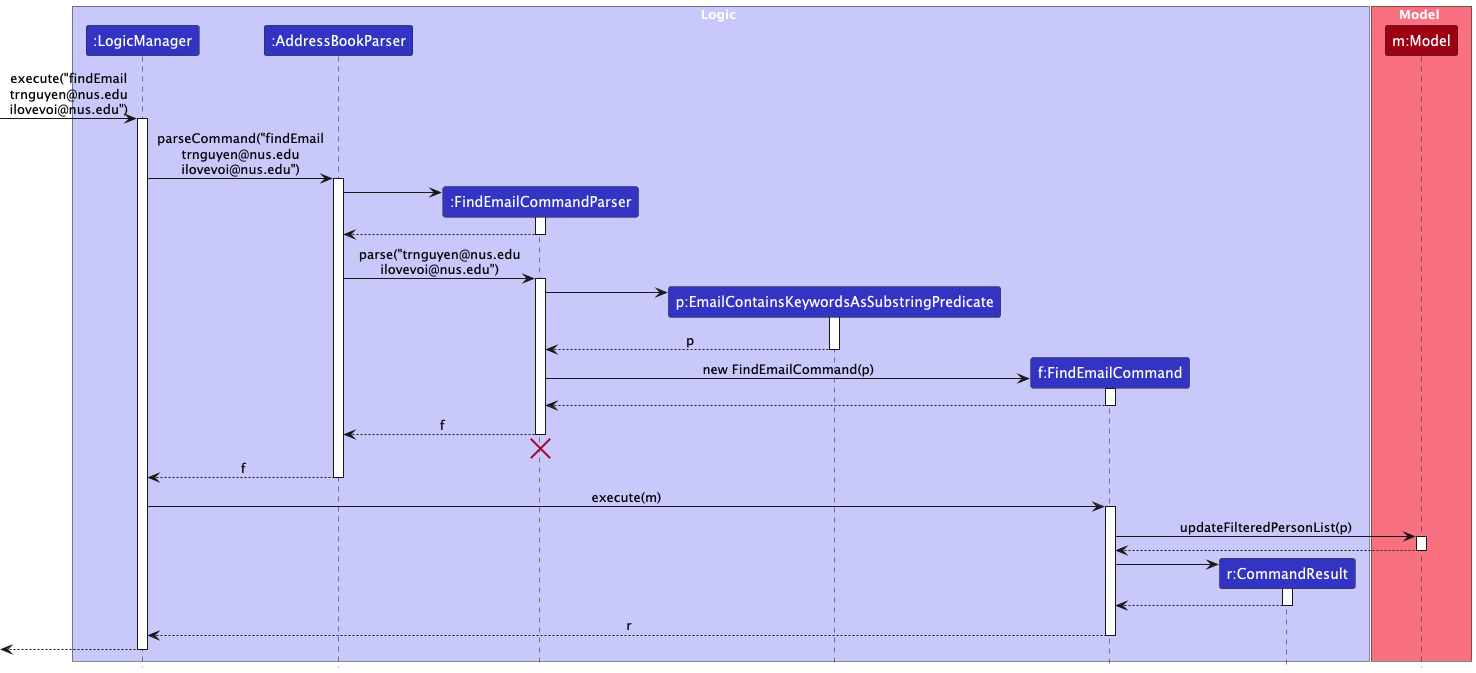 Logic
Model
:LogicManager
:AddressBookParser
m:Model
execute("findEmail
trnguyen@nus.edu
ilovevoi@nus.edu")
parseCommand("findEmail
trnguyen@nus.edu
ilovevoi@nus.edu")
:FindEmailCommandParser
parse("trnguyen@nus.edu
ilovevoi@nus.edu")
p:EmailContainsKeywordsAsSubstringPredicate
p
new FindEmailCommand(p)
f:FindEmailCommand
f
f
execute(m)
updateFilteredPersonList(p)
r:CommandResult
r